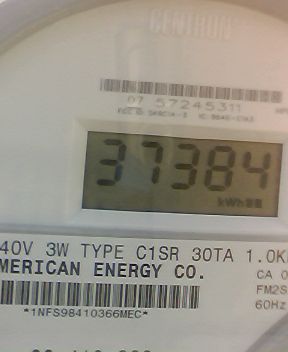 CENTRON
07 57245311
37384
kWh
40V 3W TYPE C1SR 30TA 1.0K
MERICAN ENERGY CO.
CA 0
FM2S
60Hz
*1NFS98410366MEC*